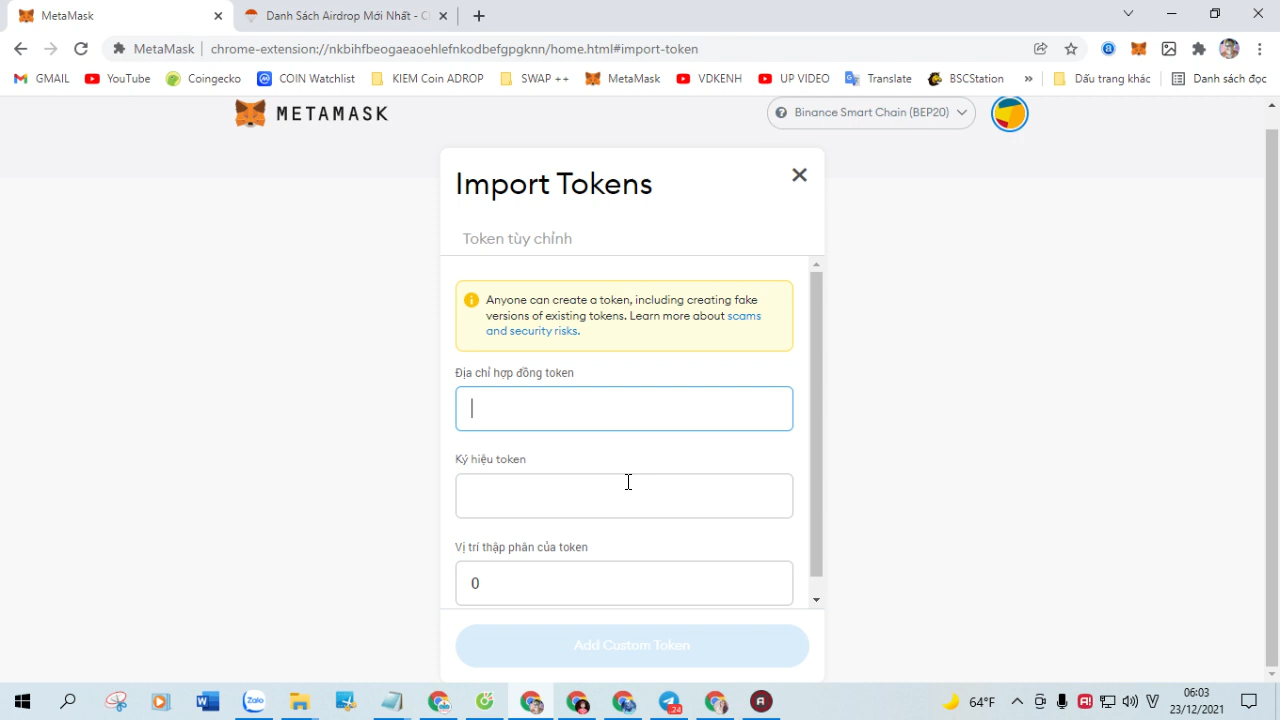 MetaMask
Danh Sách Airdrop Mới Nhất - C
MetaMask
chrome-extension://nkbihfbeogaeaoehlefnkodbefgpgknn/home.html#import-token
GMAIL
YouTube
Coingecko
COIN Watchlist
KIEM Coin ADROP
SWAP ++
MetaMask
VDKENH
UP VIDEO
Translate
BSCStation
»
Dấu trang khác
Danh sách đọc
METAMASK
Binance Smart Chain (BEP20)
Import Tokens
Token tùy chỉnh
Anyone can create a token, including creating fake
versions of existing tokens. Learn more about scams
and security risks.
Địa chỉ hợp đồng token
Ký hiệu token
Vị trí thập phân của token
0
Add Custom Token
Zalo
24
64°F
06:03
23/12/2021